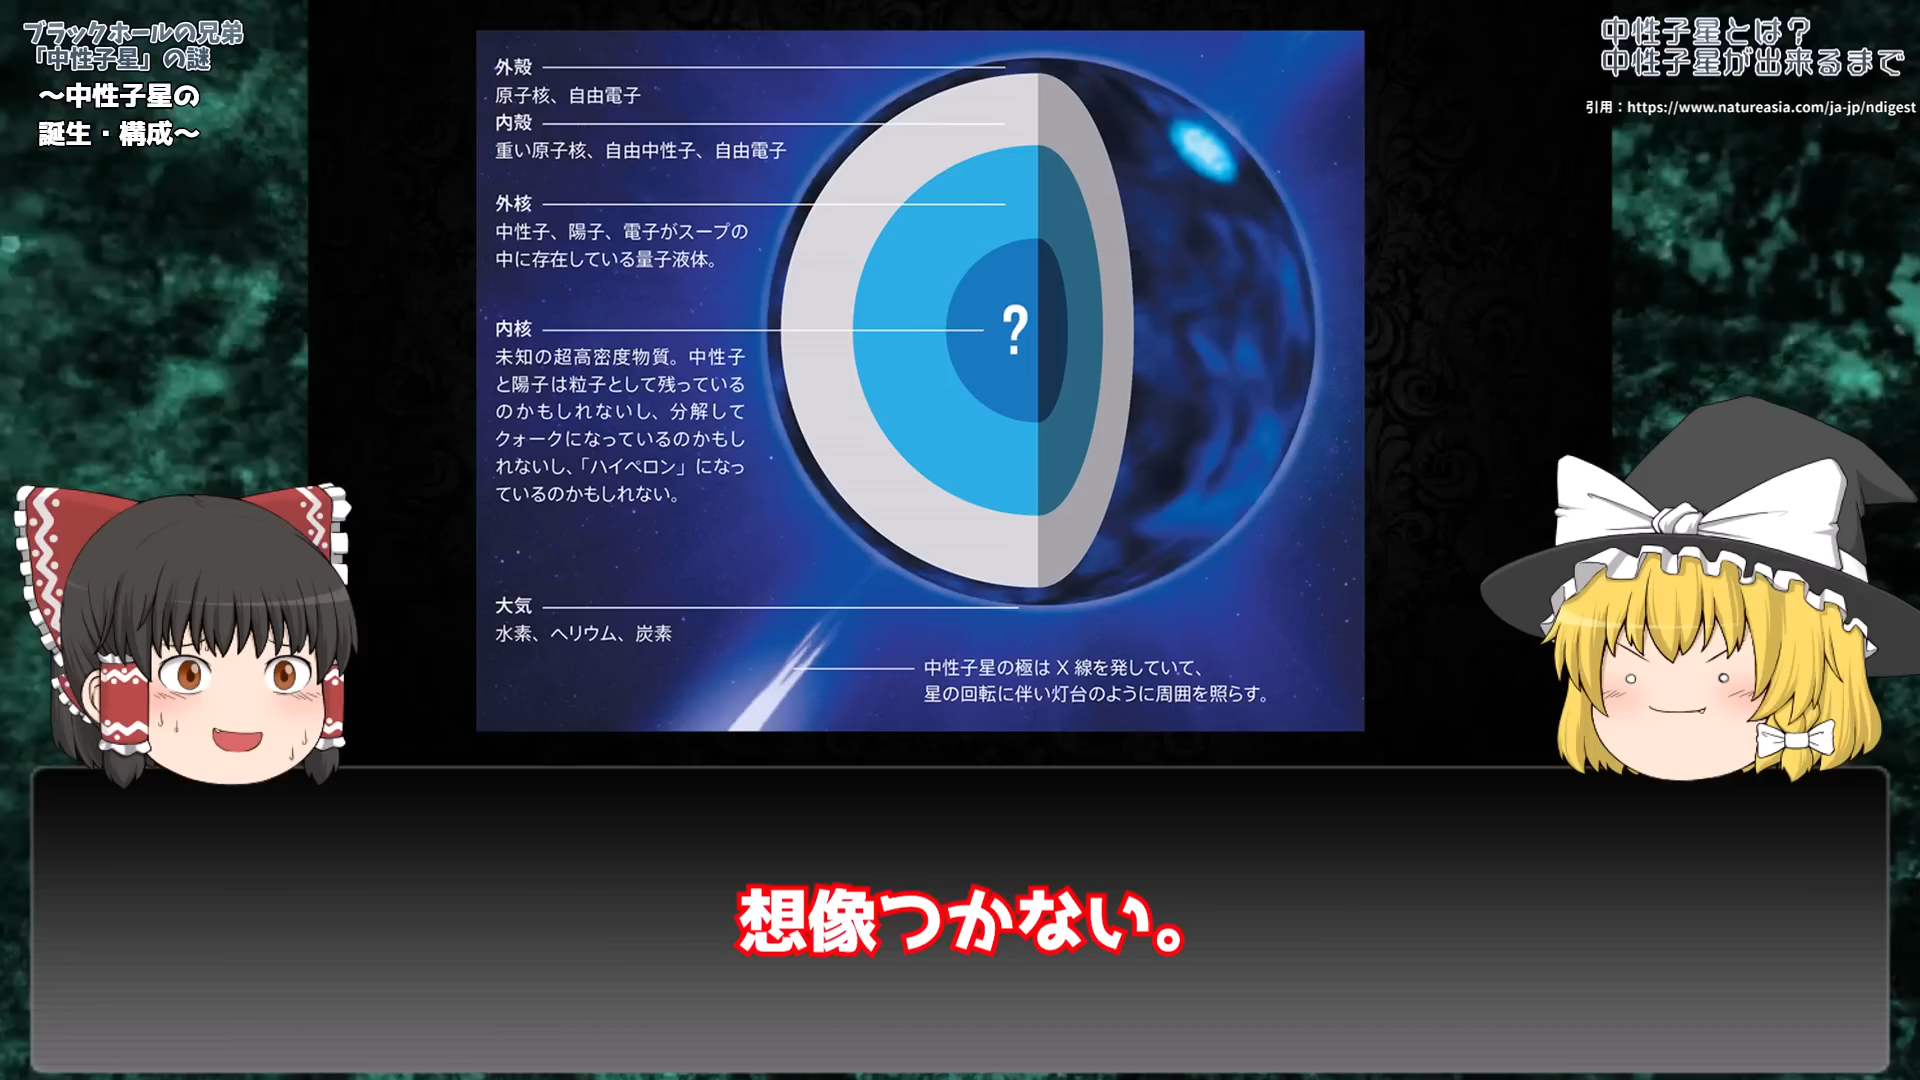 ブラックホールの兄弟
「中性子星」の謎
～中性子星の
誕生・構成～
中性子星とは？
中性子星が出来るまで
引用：https://www.natureasia.com/ja-jp/ndigest
外殻
原子核、自由電子
内殻
重い原子核、自由中性子、自由電子
外核
中性子、陽子、電子がスープの
中に存在している量子液体。
内核
?
未知の超高密度物質。中性子
と陽子は粒子として残っている
のかもしれないし、分解して
クォークになっているのかもし
れないし、「ハイペロン」になっ
ているのかもしれない。
大気
水素、ヘリウム、炭素
中性子星の極は X 線を発していて、
星の回転に伴い灯台のように周囲を照らす。
想像つかない。